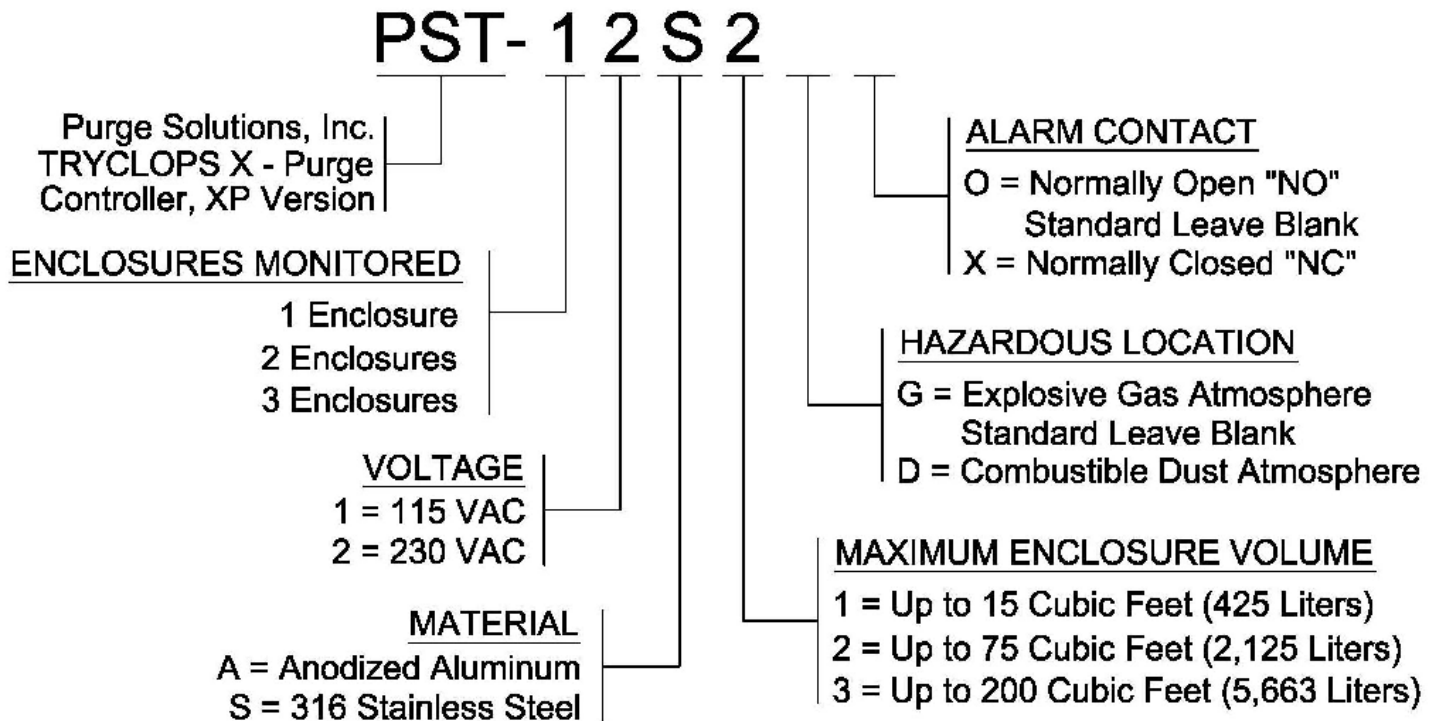 PST- 1 2 S 2
Purge Solutions, Inc.
TRYCLOPS X - Purge
Controller, XP Version
ENCLOSURES MONITORED
1 Enclosure
2 Enclosures
3 Enclosures
VOLTAGE
1 = 115 VAC
2 = 230 VAC
MATERIAL
A = Anodized Aluminum
S = 316 Stainless Steel
ALARM CONTACT
O = Normally Open "NO"
Standard Leave Blank
X = Normally Closed "NC"
HAZARDOUS LOCATION
G = Explosive Gas Atmosphere
Standard Leave Blank
D = Combustible Dust Atmosphere
MAXIMUM ENCLOSURE VOLUME
1 = Up to 15 Cubic Feet (425 Liters)
2 = Up to 75 Cubic Feet (2,125 Liters)
3 = Up to 200 Cubic Feet (5,663 Liters)